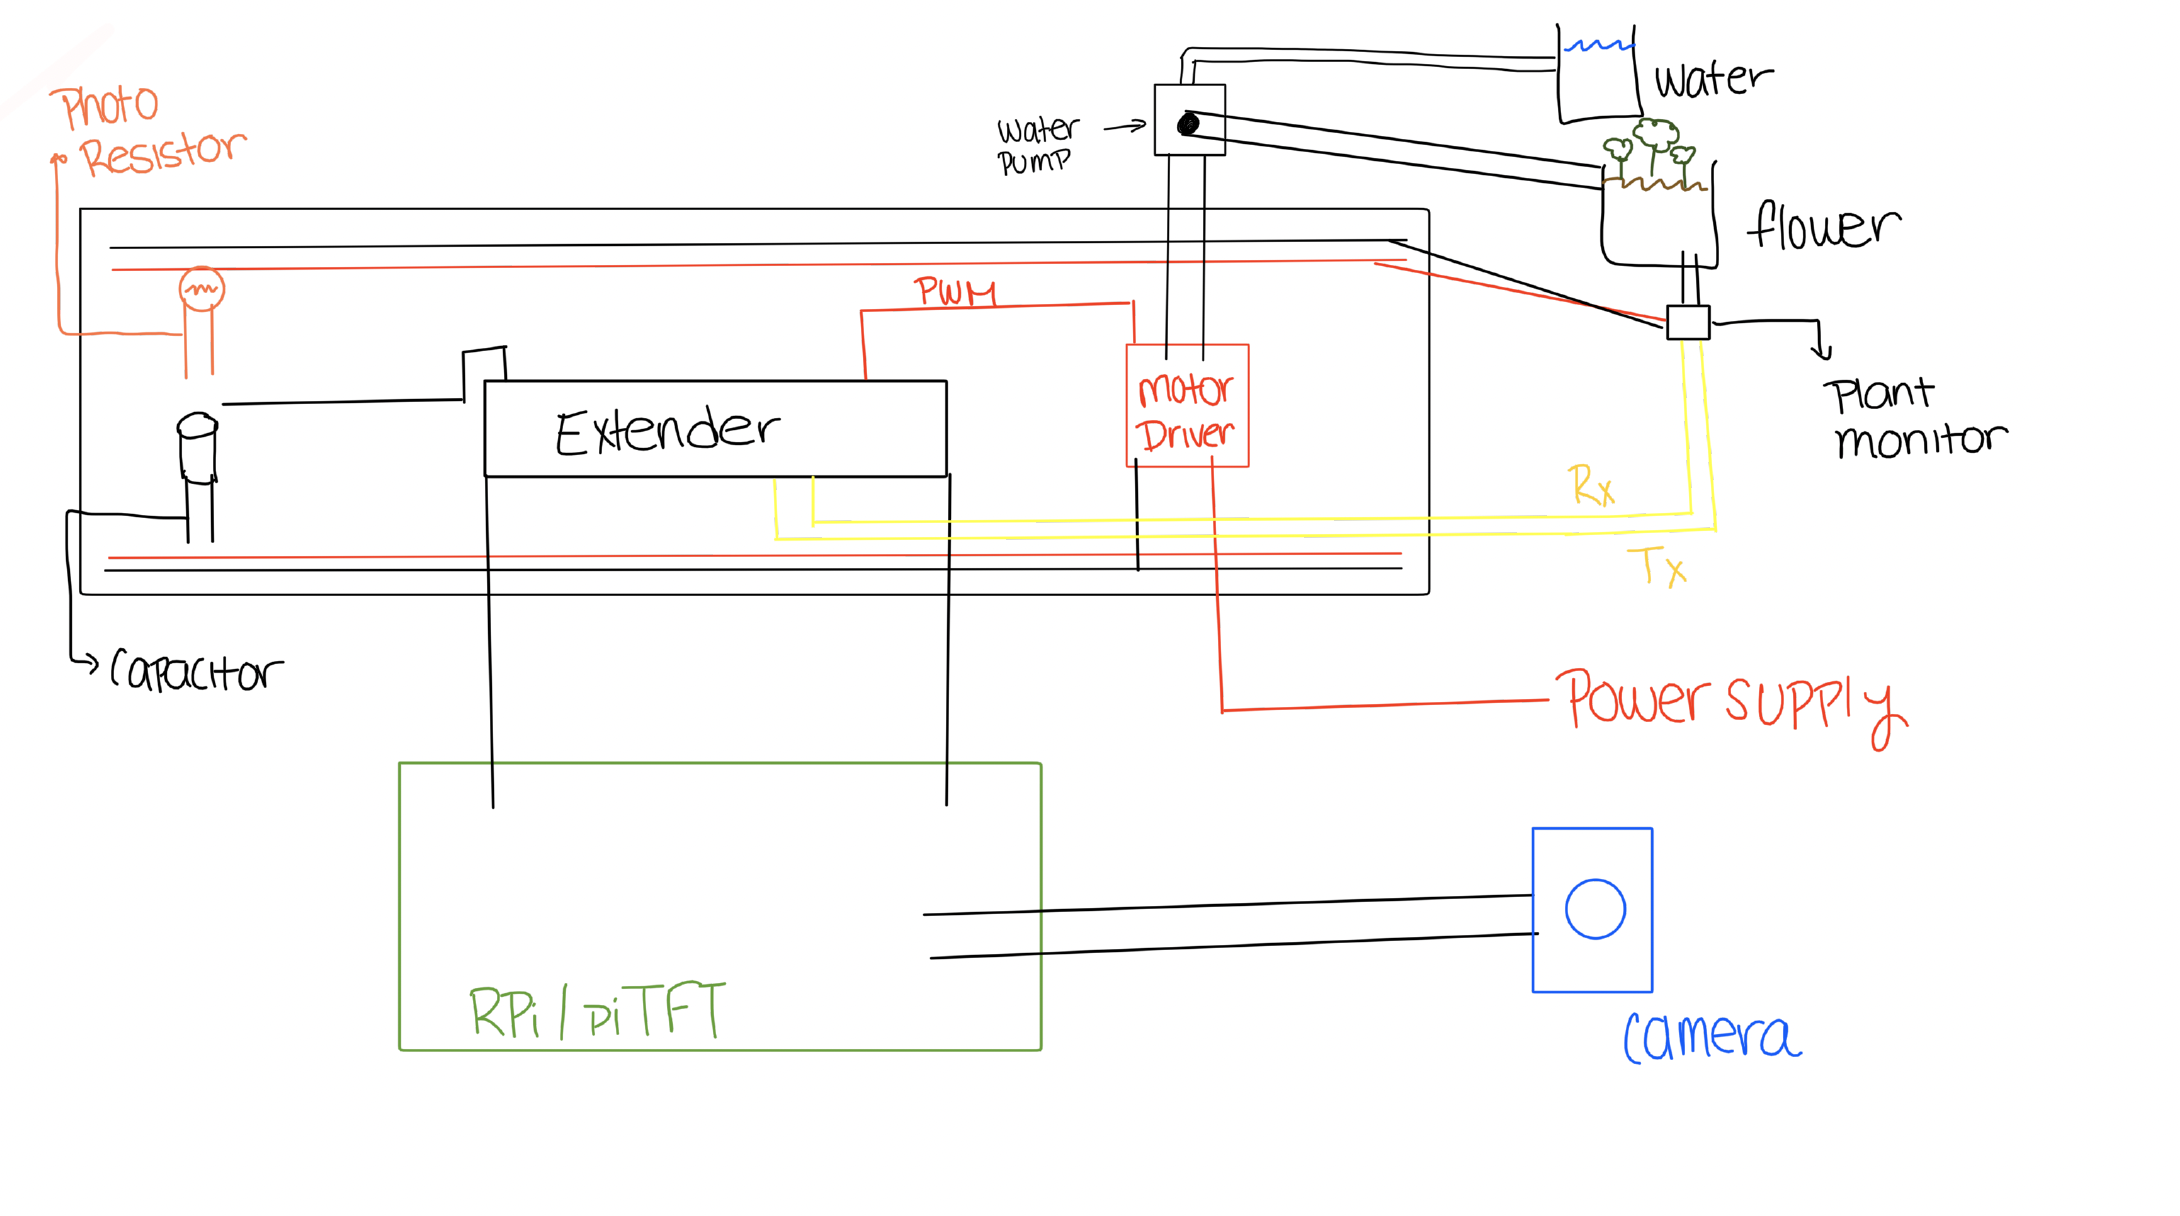 Photo
Resistor
water
water
PUMP
flower
PWM
Extender
motor
Driver
Plant
monitor
Rx
Tx
Capacitor
Power supply
RPi/piTFT
Camera